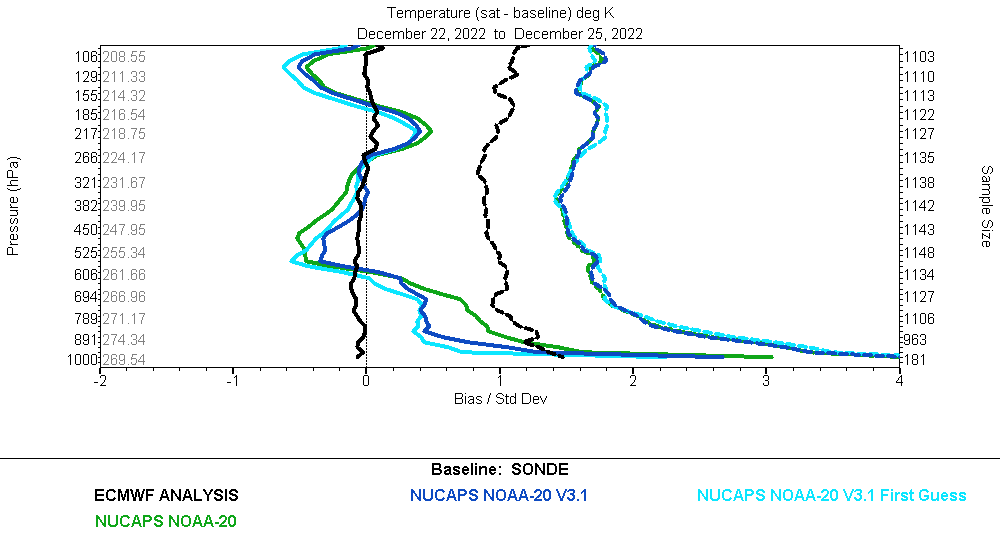 Temperature (sat - baseline) deg K
December 22, 2022 to December 25, 2022
106 208.55 1103
129 211.33 1110
155 214.32 1113
185 216.54 1122
217 218.75 1127
266 224.17 1135
321 231.67 1138
382 239.95 1142
450 247.95 1143
525 255.34 1148
606 261.66 1134
694 266.96 1127
789 271.17 1106
891 274.34 963
1000 269.54 181
Pressure (hPa)
Sample Size
-2 -1 0 1 2 3 4
Bias / Std Dev
Baseline: SONDE
ECMWF ANALYSIS NUCAPS NOAA-20 V3.1 NUCAPS NOAA-20 V3.1 First Guess
NUCAPS NOAA-20